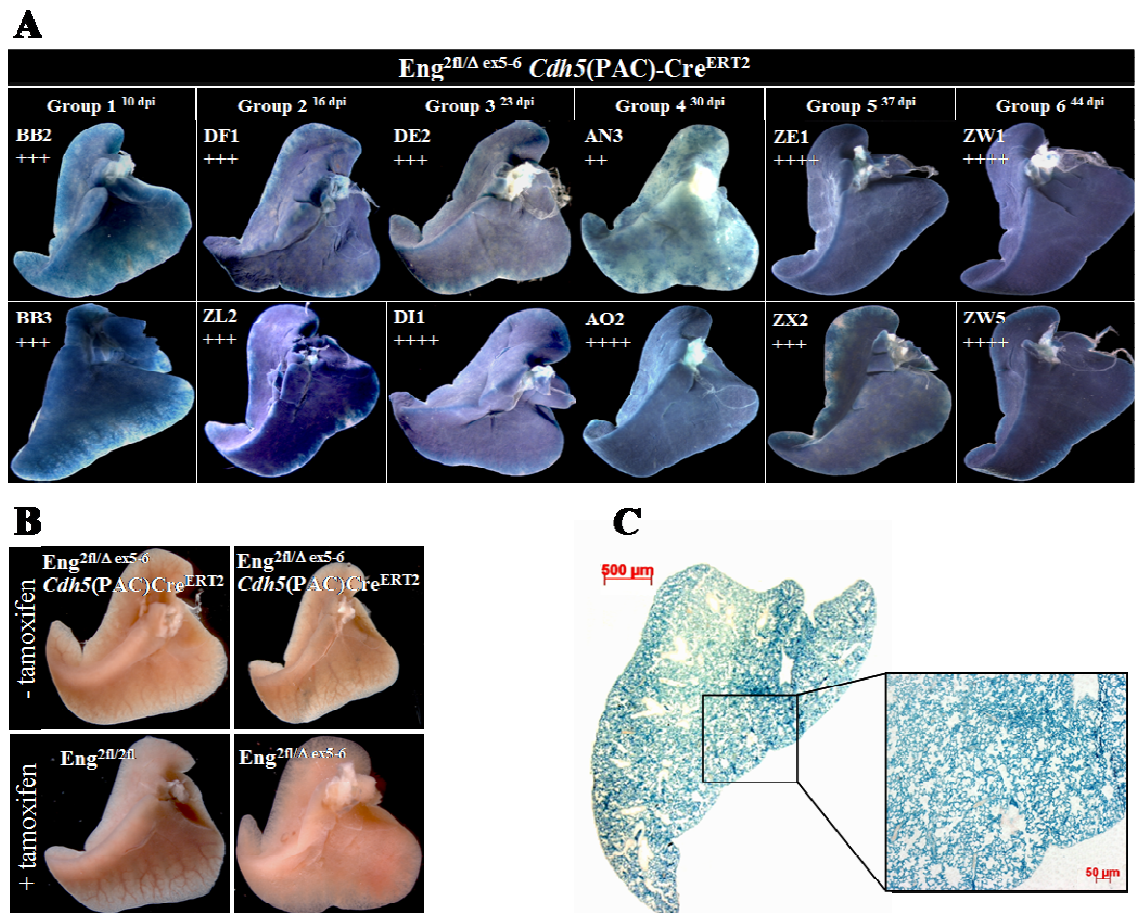 A
Eng2fl/Δ ex5-6 Cdh5(PAC)-CreERT2
Group 1 10 dpi
Group 2 16 dpi
Group 3 23 dpi
Group 4 30 dpi
Group 5 37 dpi
Group 6 44 dpi
BB2
+++
DF1
+++
DE2
+++
AN3
++
ZE1
++++
ZW1
++++
BB3
+++
ZL2
+++
DI1
++++
AO2
++++
ZX2
+++
ZW5
++++
B
- tamoxifen
Eng2fl/Δ ex5-6
Cdh5(PAC)CreERT2
Eng2fl/Δ ex5-6
Cdh5(PAC)CreERT2
+ tamoxifen
Eng2fl/2fl
Eng2fl/Δ ex5-6
C
500 µm
50 µm